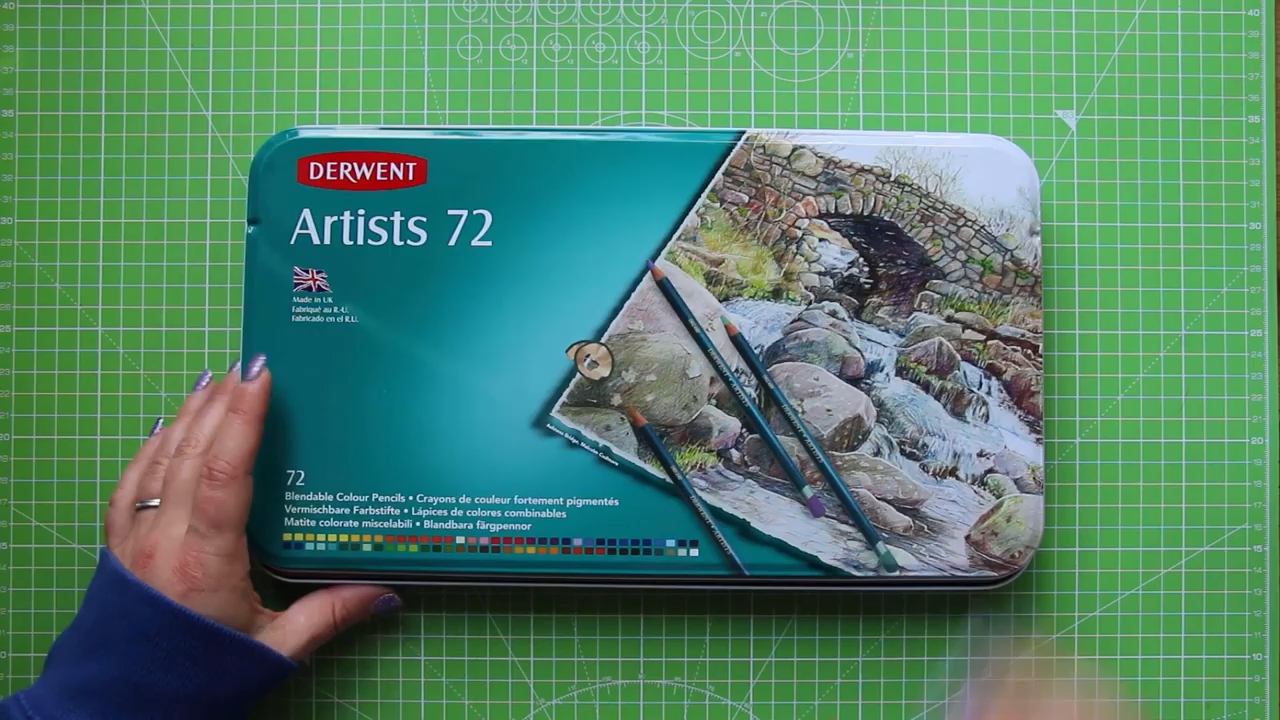 DERWENT
Artists 72
Made in UK
Fabriqué au R.-U.
Fabricado en el R.U.
72
Blendable Colour Pencils • Crayons de couleur fortement pigmentés
Vermischbare Farbstifte • Lápices de colores combinables
Matite colorate miscelabili • Blandbara färgpennor